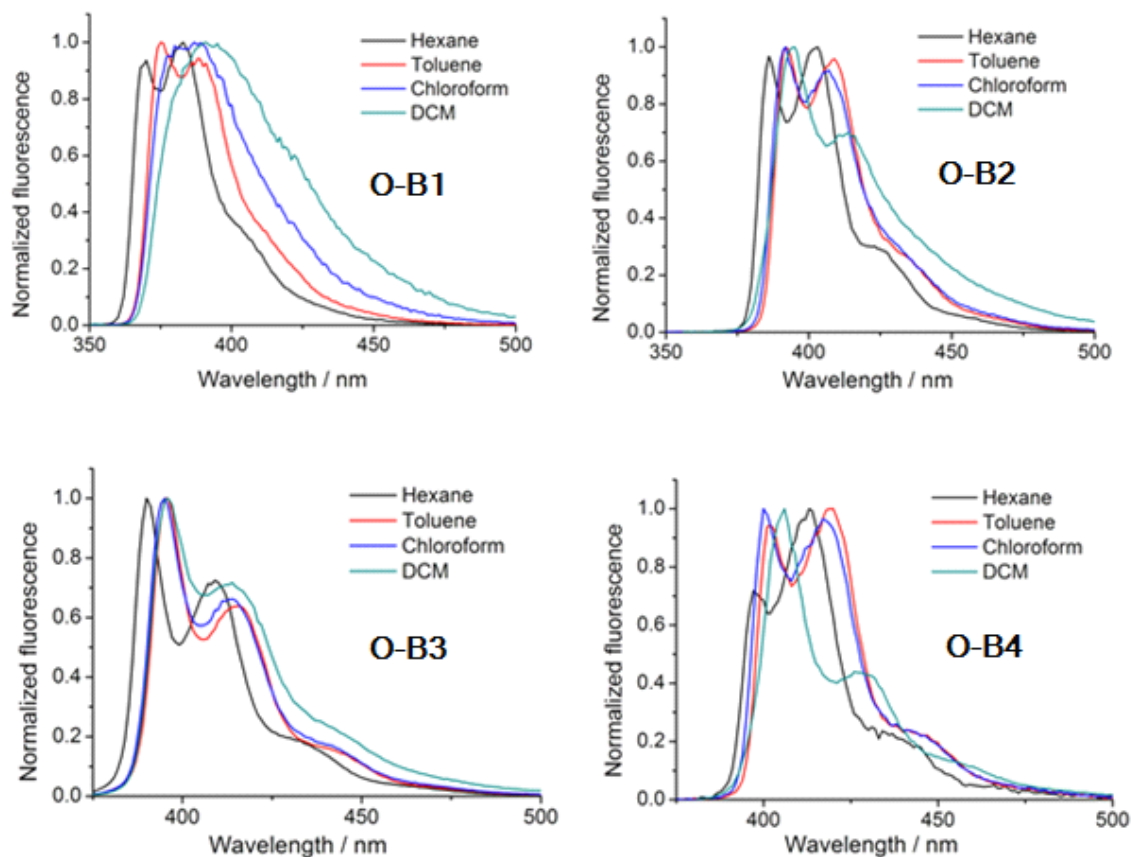 Normalized fluorescence
1.0
0.8
0.6
0.4
0.2
0.0
Hexane
Toluene
Chloroform
DCM
O-B1
350 400 450 500
Wavelength / nm
Normalized fluorescence
1.0
0.8
0.6
0.4
0.2
0.0
Hexane
Toluene
Chloroform
DCM
O-B2
350 400 450 500
Wavelength / nm
Normalized fluorescence
1.0
0.8
0.6
0.4
0.2
0.0
Hexane
Toluene
Chloroform
DCM
O-B3
400 450 500
Wavelength / nm
Normalized fluorescence
1.0
0.8
0.6
0.4
0.2
0.0
Hexane
Toluene
Chloroform
DCM
O-B4
400 450 500
Wavelength / nm